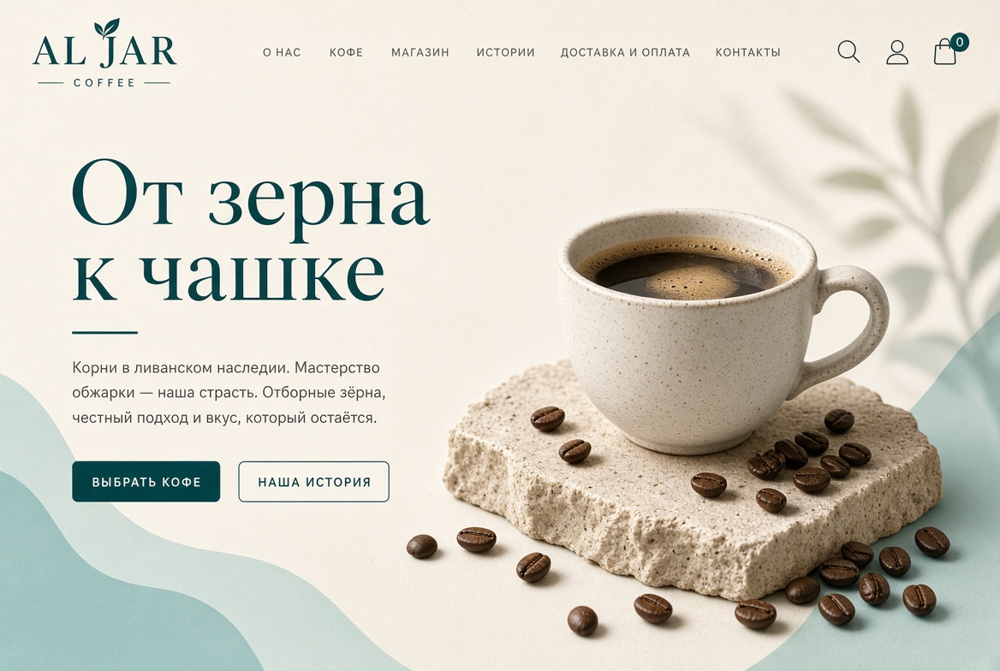 AL JAR
COFFEE
О НАС
КОФЕ
МАГАЗИН
ИСТОРИИ
ДОСТАВКА И ОПЛАТА
КОНТАКТЫ
0
От зерна
к чашке
Корни в ливанском наследии. Мастерство
обжарки — наша страсть. Отборные зёрна,
честный подход и вкус, который остаётся.
ВЫБРАТЬ КОФЕ
НАША ИСТОРИЯ